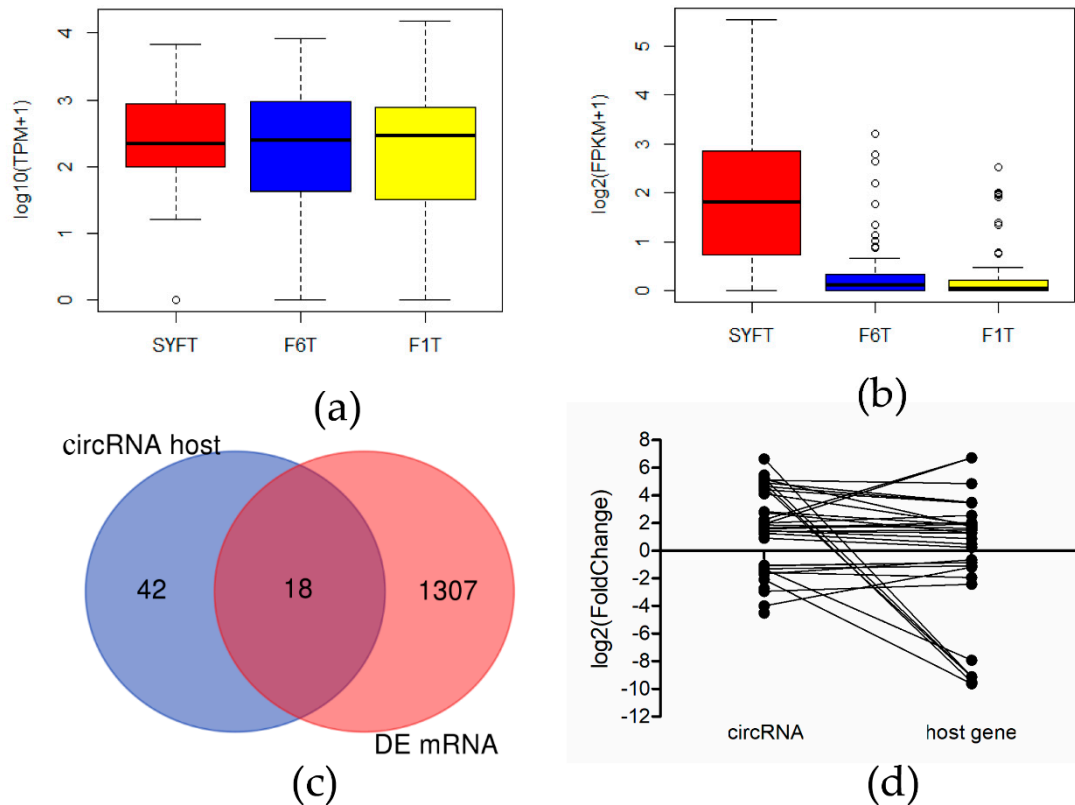 log10(TPM+1)
4
3
2
1
0
SYFT F6T F1T
(a)
log2(FPKM+1)
5
4
3
2
1
0
SYFT F6T F1T
(b)
circRNA host
42 18 1307
DE mRNA
(c)
log2(FoldChange)
8
6
4
2
0
-2
-4
-6
-8
-10
-12
circRNA host gene
(d)